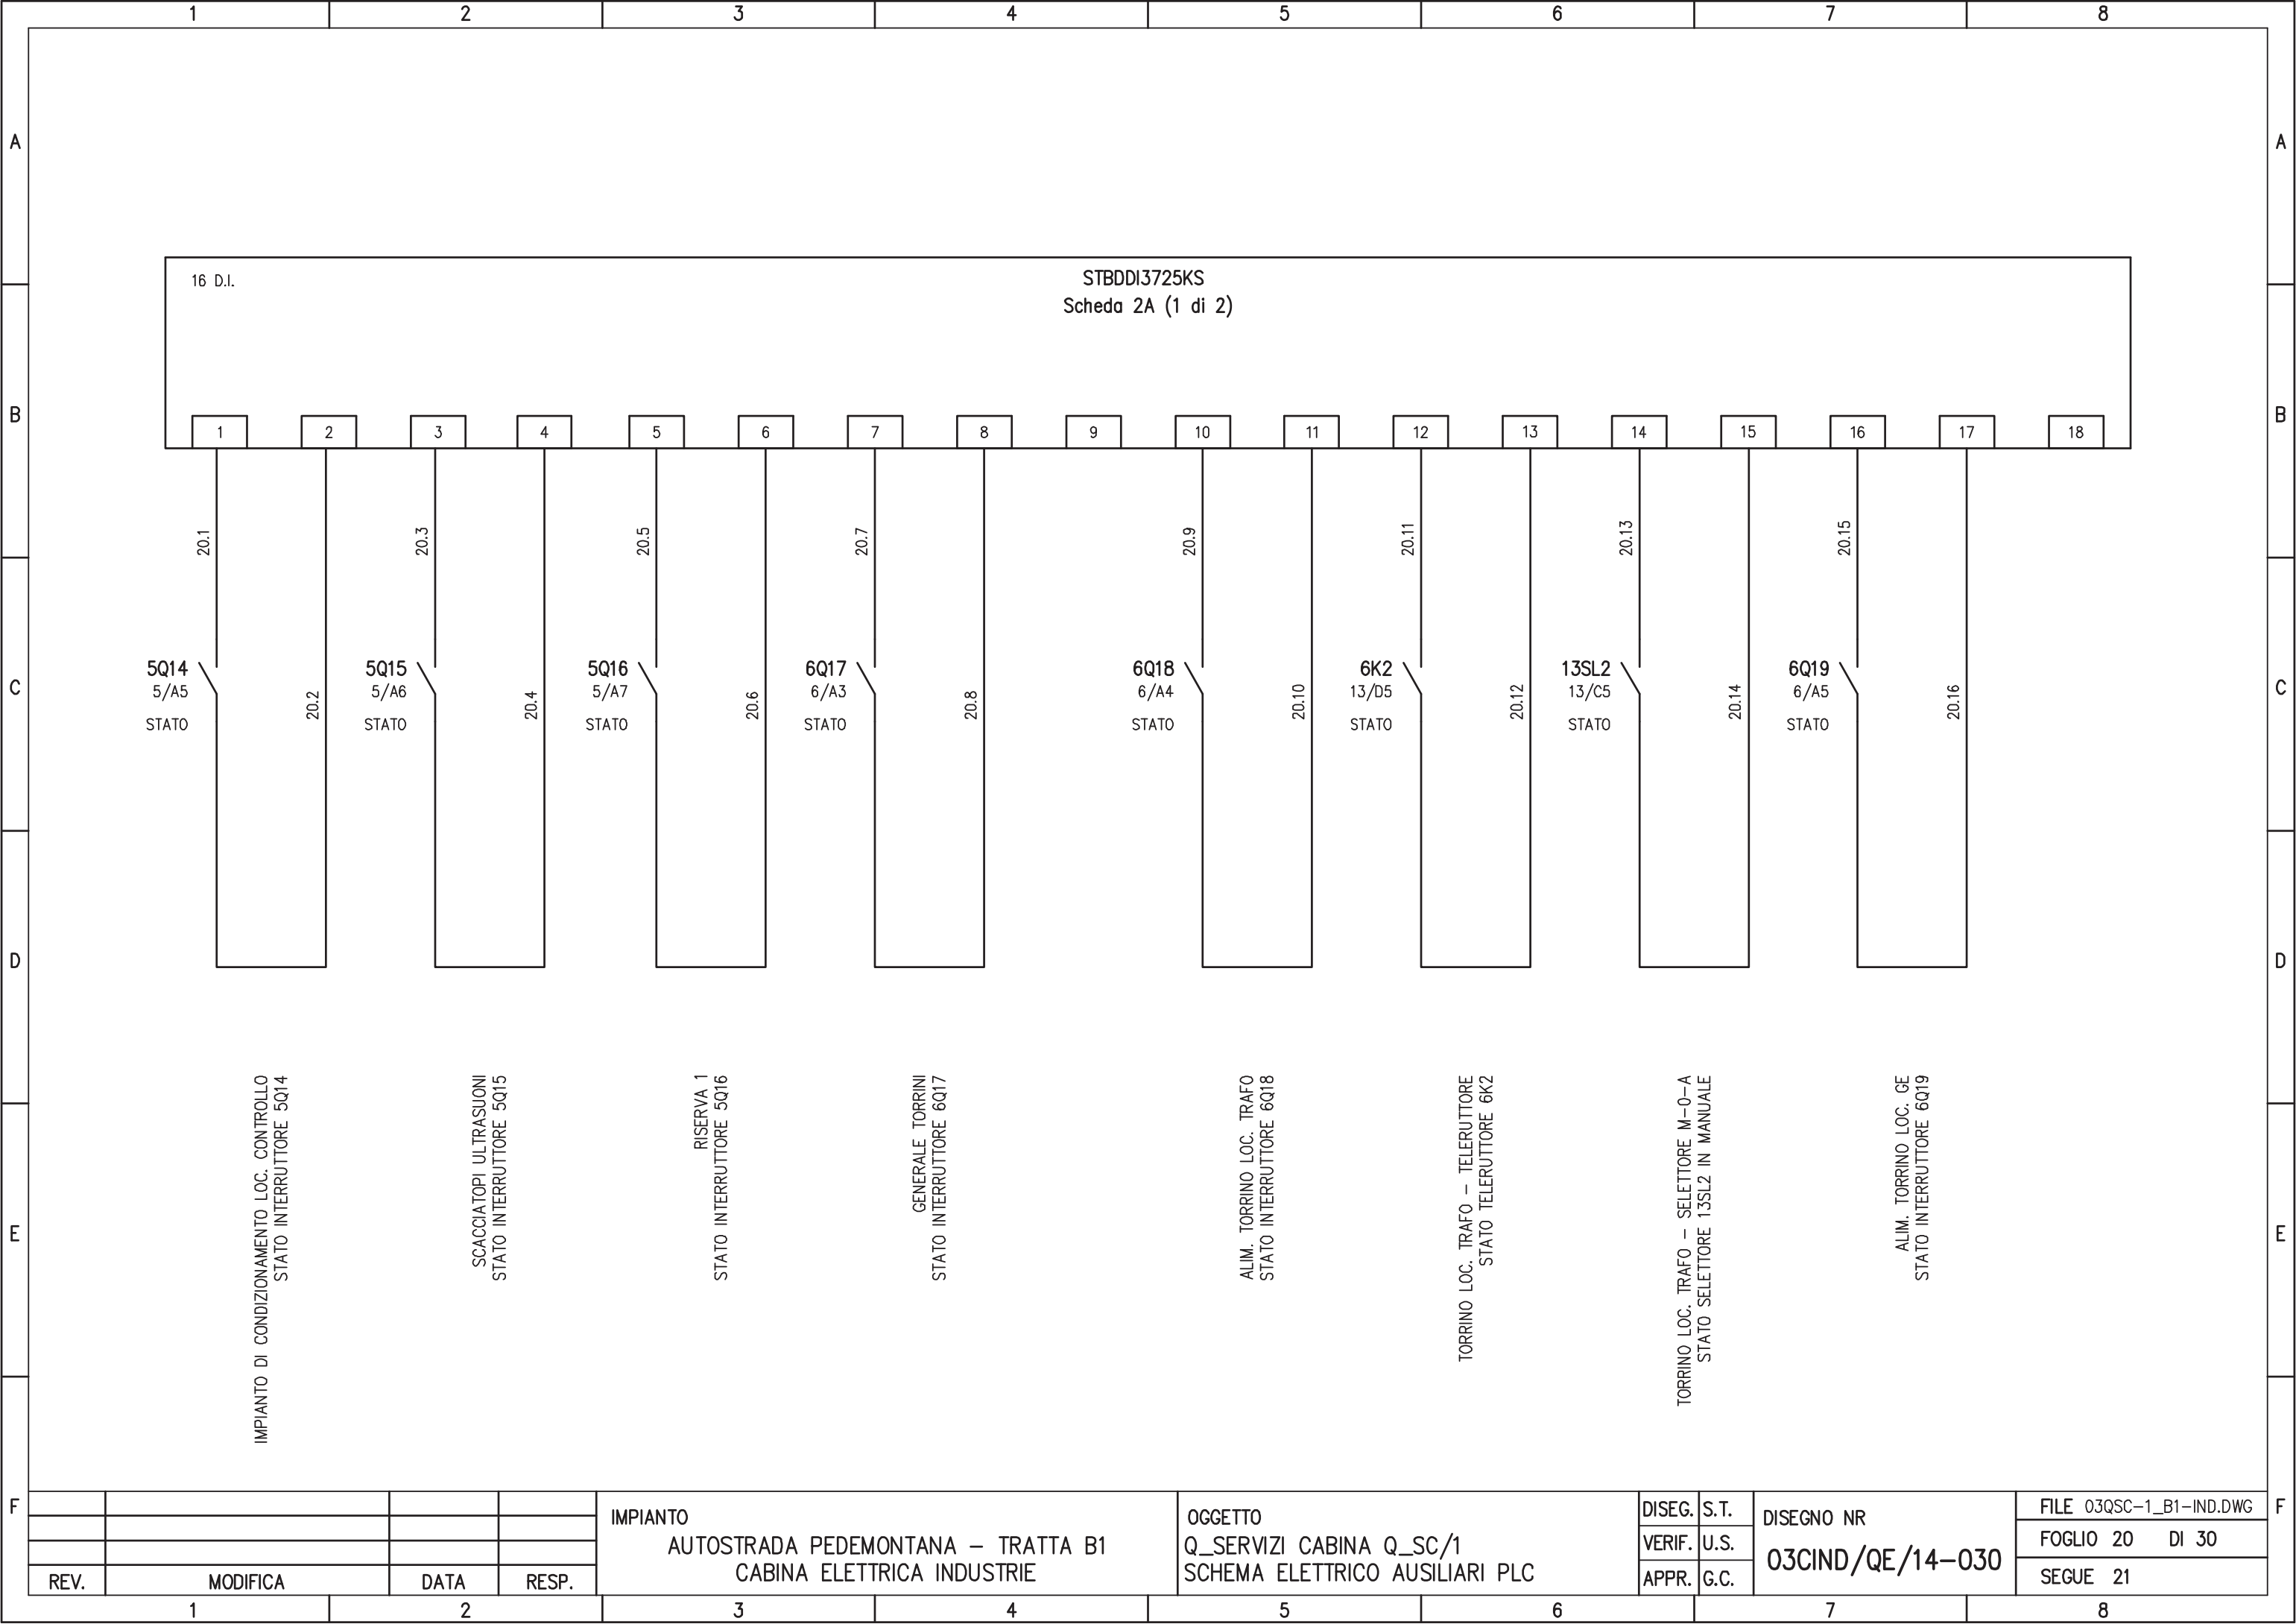 1 2 3 4 5 6 7 8
A A
16 D.I.
STBDDI3725KS
Scheda 2A (1 di 2)
B B
1 2 3 4 5 6 7 8 9 10 11 12 13 14 15 16 17 18
20.1 20.3 20.5 20.7 20.9 20.11 20.13 20.15
5Q14 5Q15 5Q16 6Q17 6Q18 6K2 13SL2 6Q19
C C
5/A5 5/A6 5/A7 6/A3 6/A4 13/D5 13/C5 6/A5
20.2 20.4 20.6 20.8 20.10 20.12 20.14 20.16
STATO STATO STATO STATO STATO STATO STATO STATO
D D
IMPIANTO DI CONDIZIONAMENTO LOC. CONTROLLO
STATO INTERRUTTORE 5Q14
SCACCIATOPI ULTRASUONI
STATO INTERRUTTORE 5Q15
RISERVA 1
STATO INTERRUTTORE 5Q16
GENERALE TORRINI
STATO INTERRUTTORE 6Q17
ALIM. TORRINO LOC. TRAFO
STATO INTERRUTTORE 6Q18
TORRINO LOC. TRAFO - TELERUTTORE
STATO TELERUTTORE 6K2
TORRINO LOC. TRAFO - SELETTORE M-0-A
STATO SELETTORE 13SL2 IN MANUALE
ALIM. TORRINO LOC. GE
STATO INTERRUTTORE 6Q19
E E
F F
REV. MODIFICA DATA RESP.
IMPIANTO
AUTOSTRADA PEDEMONTANA - TRATTA B1
CABINA ELETTRICA INDUSTRIE
OGGETTO
Q_SERVIZI CABINA Q_SC/1
SCHEMA ELETTRICO AUSILIARI PLC
DISEG. S.T.
VERIF. U.S.
APPR. G.C.
DISEGNO NR
03CIND/QE/14-030
FILE 03QSC-1_B1-IND.DWG
FOGLIO 20 DI 30
SEGUE 21
1 2 3 4 5 6 7 8